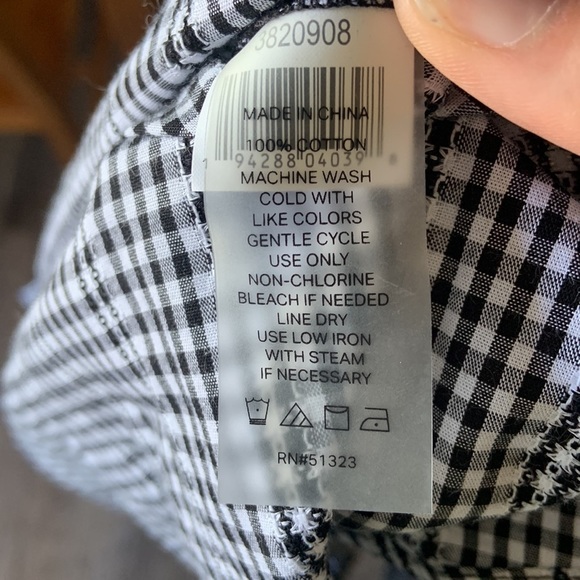 3820908
MADE IN CHINA
100% COTTON
94288 04039
MACHINE WASH
COLD WITH
LIKE COLORS
GENTLE CYCLE
USE ONLY
NON-CHLORINE
BLEACH IF NEEDED
LINE DRY
USE LOW IRON
WITH STEAM
IF NECESSARY
RN#51323